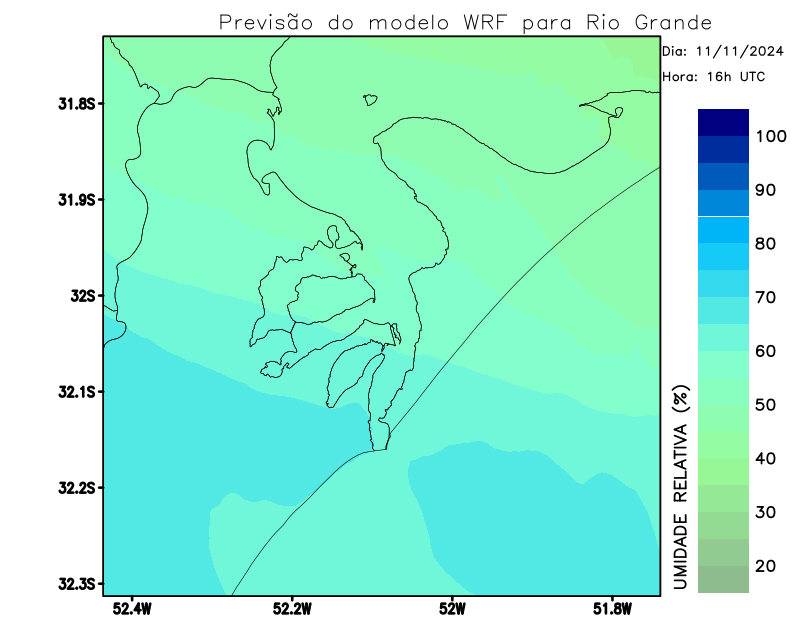 Previsão do modelo WRF para Rio Grande
Dia: 11/11/2024
Hora: 16h UTC
31.8S
31.9S
32S
32.1S
32.2S
32.3S
52.4W
52.2W
52W
51.8W
UMIDADE RELATIVA (%)
100
90
80
70
60
50
40
30
20